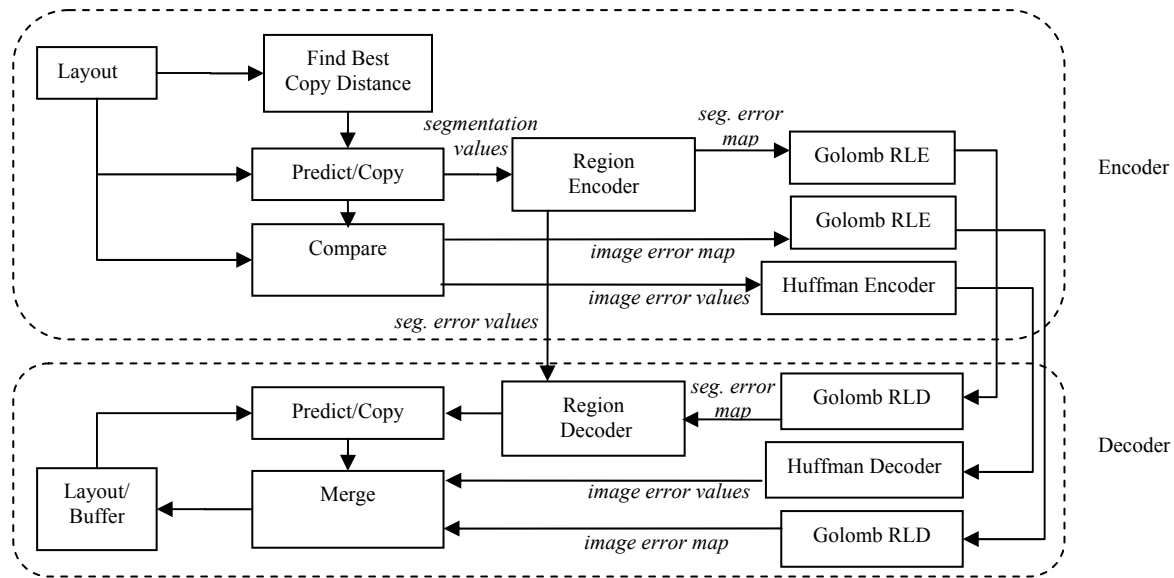 Layout
Find Best
Copy Distance
segmentation
values
seg. error
map
Predict/Copy
Region
Encoder
Golomb RLE
Encoder
Golomb RLE
Compare
image error map
Huffman Encoder
image error values
seg. error values
Predict/Copy
Region
Decoder
seg. error
map
Golomb RLD
Decoder
Huffman Decoder
Layout/
Buffer
Merge
image error values
Golomb RLD
image error map